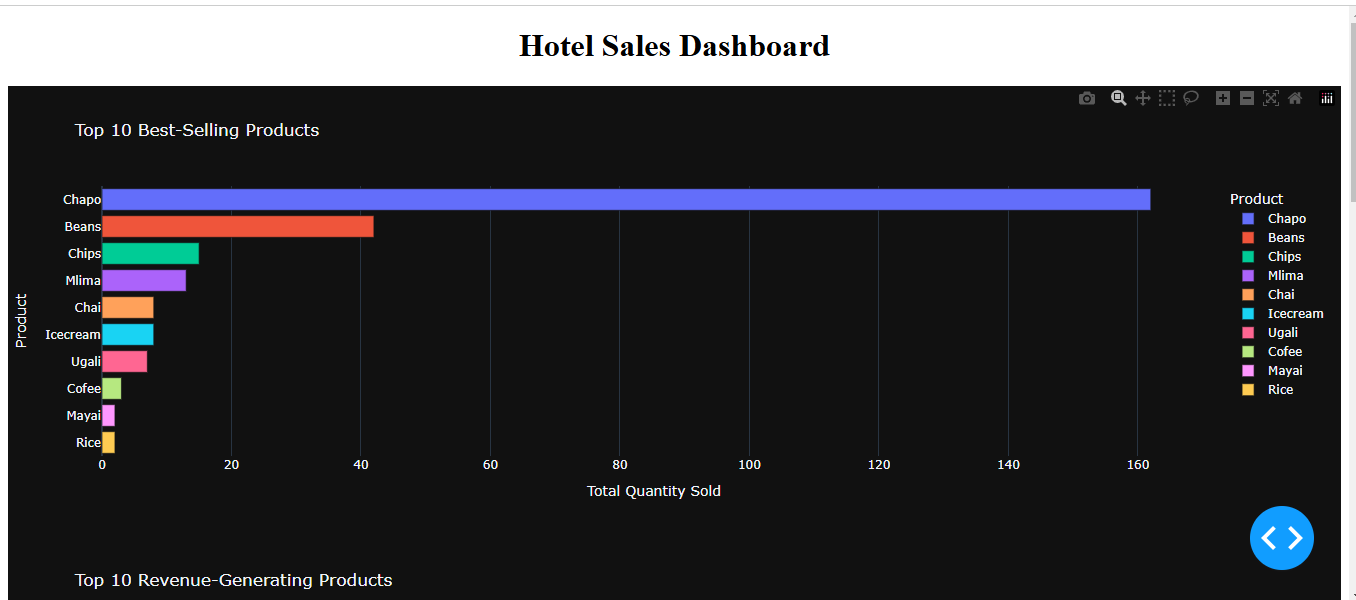 Hotel Sales Dashboard
Top 10 Best-Selling Products
Product
Chapo
Beans
Chips
Mlima
Chai
Icecream
Ugali
Cofee
Mayai
Rice
0 20 40 60 80 100 120 140 160
Total Quantity Sold
Product
Chapo
Beans
Chips
Mlima
Chai
Icecream
Ugali
Cofee
Mayai
Rice
Top 10 Revenue-Generating Products